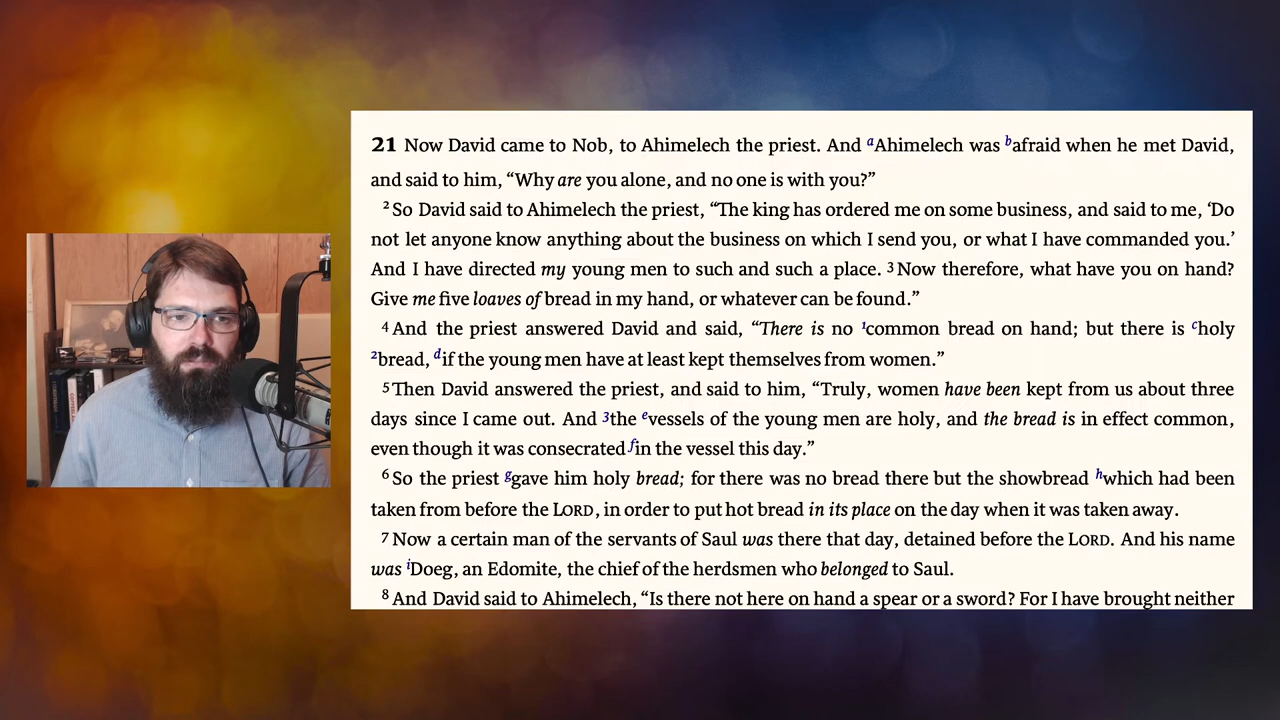 21 Now David came to Nob, to Ahimelech the priest. And aAhimelech was bafraid when he met David,
and said to him, “Why are you alone, and no one is with you?”
2 So David said to Ahimelech the priest, “The king has ordered me on some business, and said to me, ‘Do
not let anyone know anything about the business on which I send you, or what I have commanded you.’
And I have directed my young men to such and such a place. 3 Now therefore, what have you on hand?
Give me five loaves of bread in my hand, or whatever can be found.”
4 And the priest answered David and said, “There is no 1common bread on hand; but there is choly
2bread, dif the young men have at least kept themselves from women.”
5 Then David answered the priest, and said to him, “Truly, women have been kept from us about three
days since I came out. And 3the evessels of the young men are holy, and the bread is in effect common,
even though it was consecrated fin the vessel this day.”
6 So the priest ggave him holy bread; for there was no bread there but the showbread hwhich had been
taken from before the LORD, in order to put hot bread in its place on the day when it was taken away.
7 Now a certain man of the servants of Saul was there that day, detained before the LORD. And his name
was iDoeg, an Edomite, the chief of the herdsmen who belonged to Saul.
8 And David said to Ahimelech, “Is there not here on hand a spear or a sword? For I have brought neither